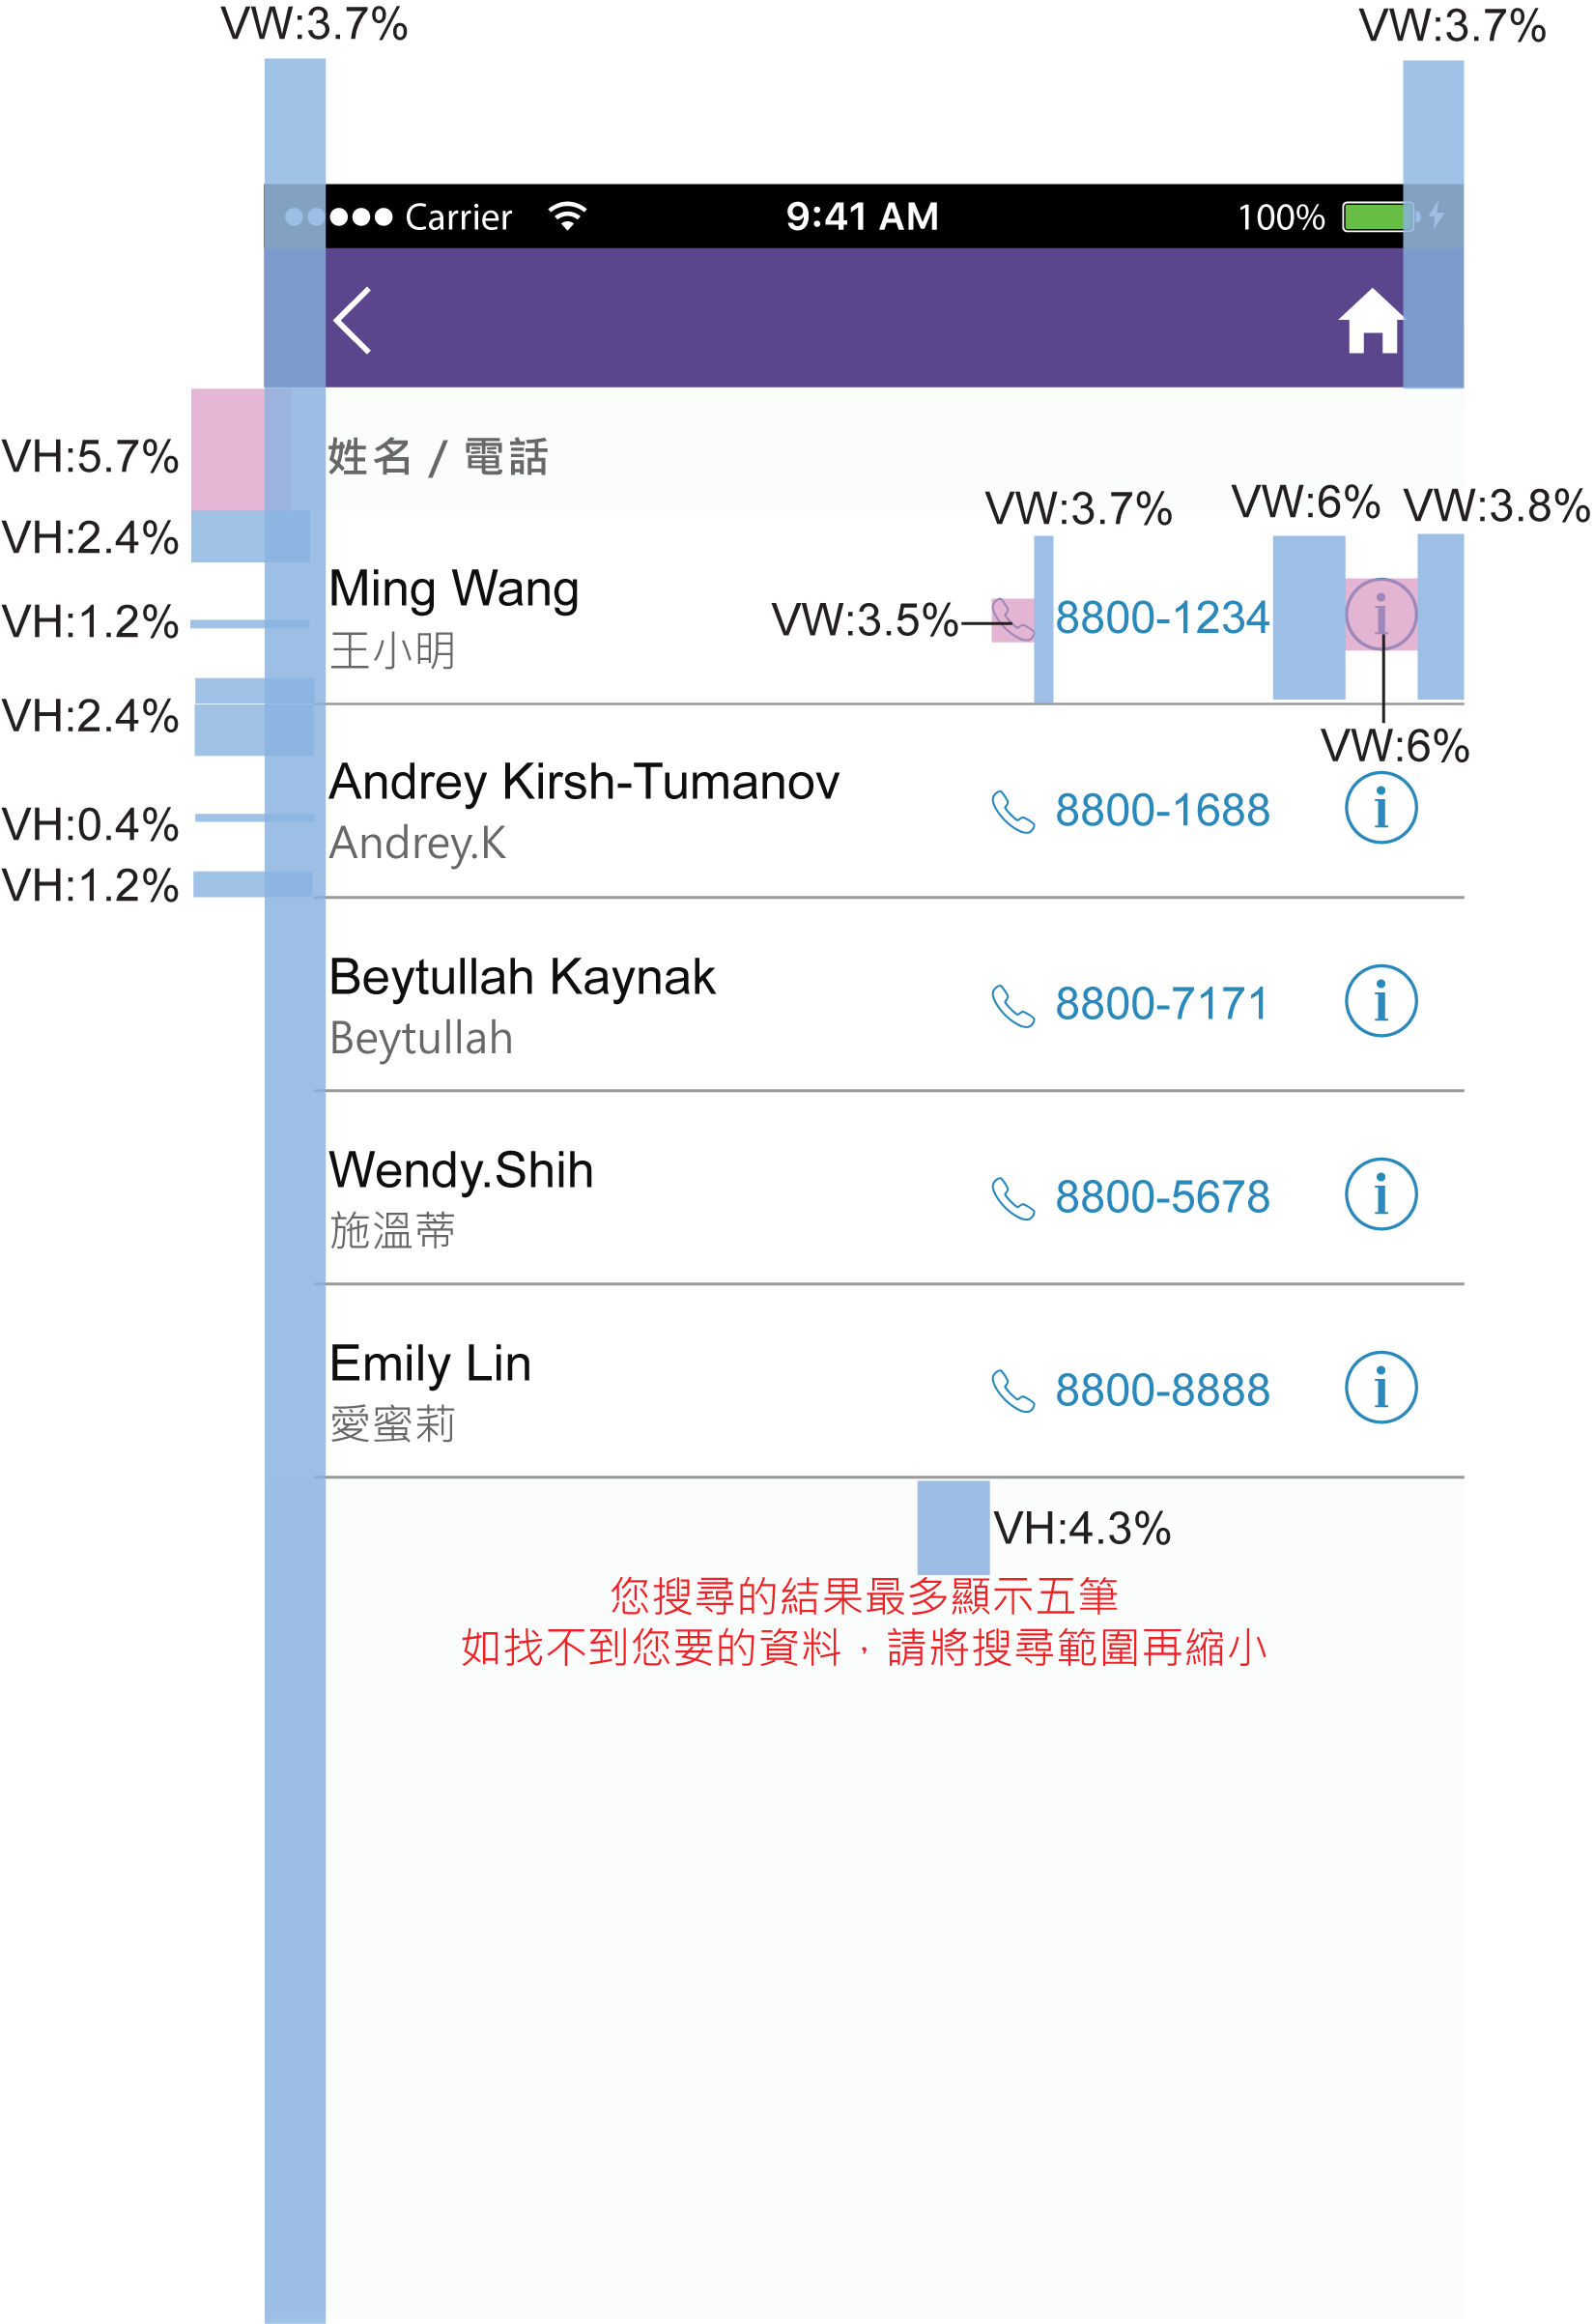 VW:3.7%
VW:3.7%
Carrier
9:41 AM
100%
VH:5.7%
姓名 / 電話
VW:3.7%
VW:6%
VW:3.8%
VH:2.4%
Ming Wang
VW:3.5%
8800-1234
i
VH:1.2%
王小明
VH:2.4%
VW:6%
Andrey Kirsh-Tumanov
8800-1688
i
VH:0.4%
Andrey.K
VH:1.2%
Beytullah Kaynak
8800-7171
i
Beytullah
Wendy.Shih
8800-5678
i
施溫蒂
Emily Lin
8800-8888
i
愛蜜莉
VH:4.3%
您搜尋的結果最多顯示五筆
如找不到您要的資料，請將搜尋範圍再縮小